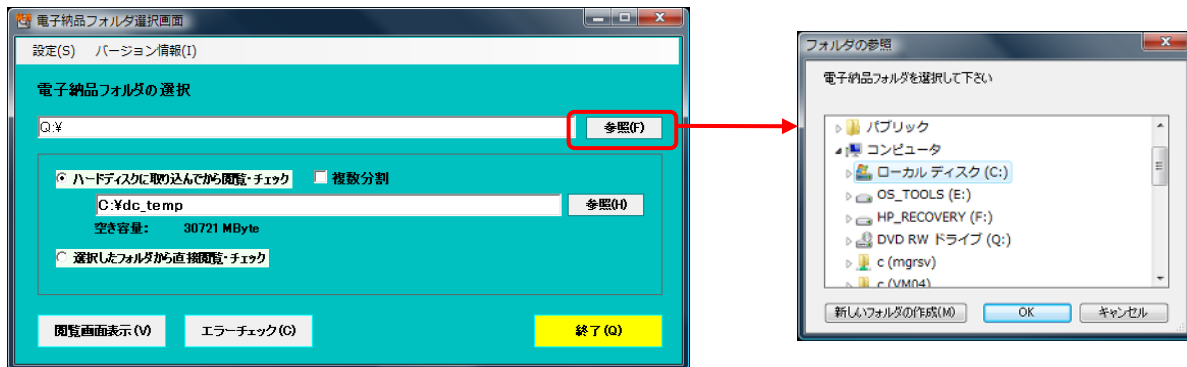 電子納品フォルダ選択画面
設定(S) バージョン情報(I)
電子納品フォルダの選択
Q:¥
参照(F)
ハードディスクに取り込んでから閲覧・チェック
複数分割
C:¥dc_temp
参照(H)
空き容量: 30721 MByte
選択したフォルダから直接閲覧・チェック
閲覧画面表示(V)
エラーチェック(C)
終了(Q)
フォルダの参照
電子納品フォルダを選択して下さい
パブリック
コンピュータ
ローカル ディスク (C:)
OS_TOOLS (E:)
HP_RECOVERY (F:)
DVD RW ドライブ (Q:)
c (mgrsv)
c (VM04)
新しいフォルダの作成(M)
OK
キャンセル